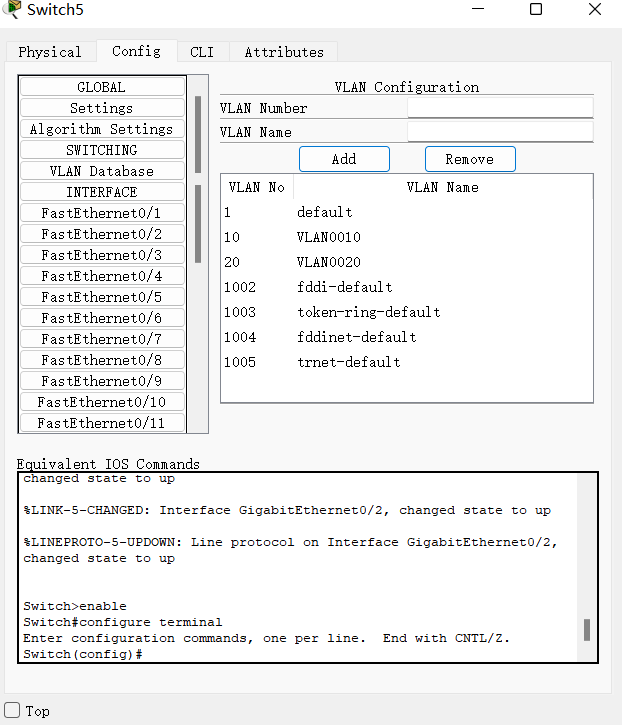 Switch5
Physical Config CLI Attributes
GLOBAL
Settings
Algorithm Settings
SWITCHING
VLAN Database
INTERFACE
FastEthernet0/1
FastEthernet0/2
FastEthernet0/3
FastEthernet0/4
FastEthernet0/5
FastEthernet0/6
FastEthernet0/7
FastEthernet0/8
FastEthernet0/9
FastEthernet0/10
FastEthernet0/11
VLAN Configuration
VLAN Number
VLAN Name
Add Remove
VLAN No VLAN Name
1 default
10 VLAN0010
20 VLAN0020
1002 fddi-default
1003 token-ring-default
1004 fddinet-default
1005 trnet-default
Equivalent IOS Commands
changed state to up
%LINK-5-CHANGED: Interface GigabitEthernet0/2, changed state to up
%LINEPROTO-5-UPDOWN: Line protocol on Interface GigabitEthernet0/2,
changed state to up
Switch>enable
Switch#configure terminal
Enter configuration commands, one per line.  End with CNTL/Z.
Switch(config)#
Top